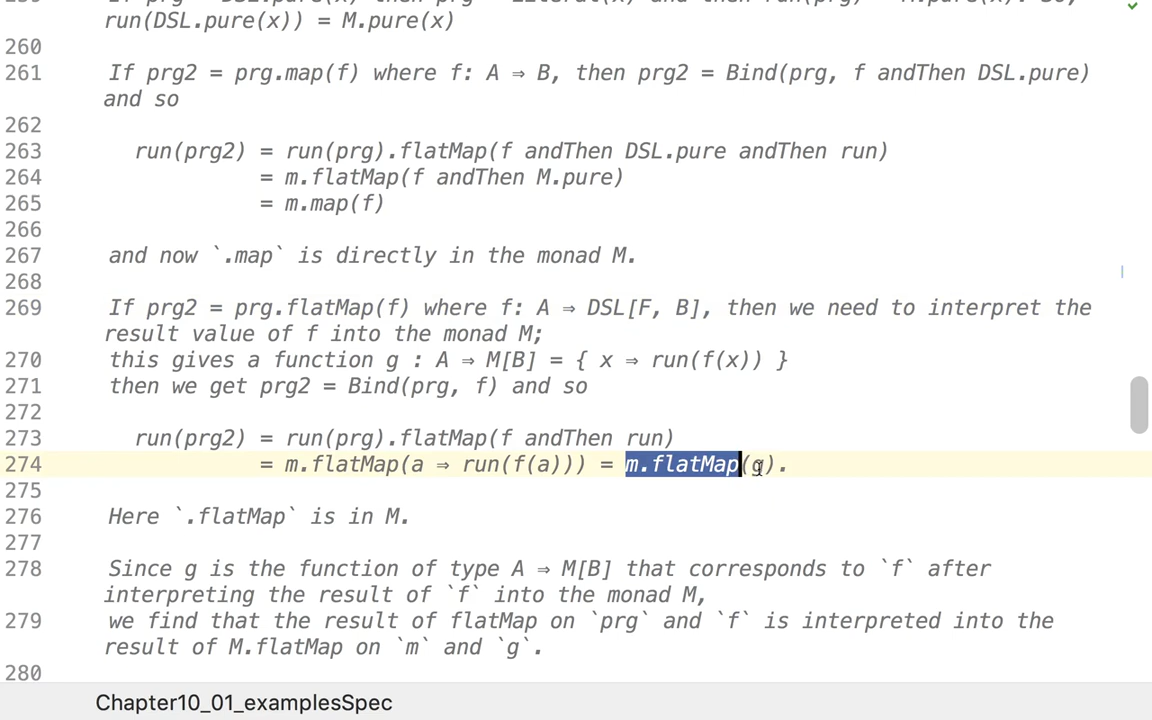 run(DSL.pure(x)) = M.pure(x)
260
261 If prg2 = prg.map(f) where f: A ⇒ B, then prg2 = Bind(prg, f andThen DSL.pure)
and so
262
263 run(prg2) = run(prg).flatMap(f andThen DSL.pure andThen run)
264 = m.flatMap(f andThen M.pure)
265 = m.map(f)
266
267 and now `.map` is directly in the monad M.
268
269 If prg2 = prg.flatMap(f) where f: A ⇒ DSL[F, B], then we need to interpret the
result value of f into the monad M;
270 this gives a function g : A ⇒ M[B] = { x ⇒ run(f(x)) }
271 then we get prg2 = Bind(prg, f) and so
272
273 run(prg2) = run(prg).flatMap(f andThen run)
274 = m.flatMap(a ⇒ run(f(a))) = m.flatMap(g).
275
276 Here `.flatMap` is in M.
277
278 Since g is the function of type A ⇒ M[B] that corresponds to `f` after
interpreting the result of `f` into the monad M,
279 we find that the result of flatMap on `prg` and `f` is interpreted into the
result of M.flatMap on `m` and `g`.
280
Chapter10_01_examplesSpec